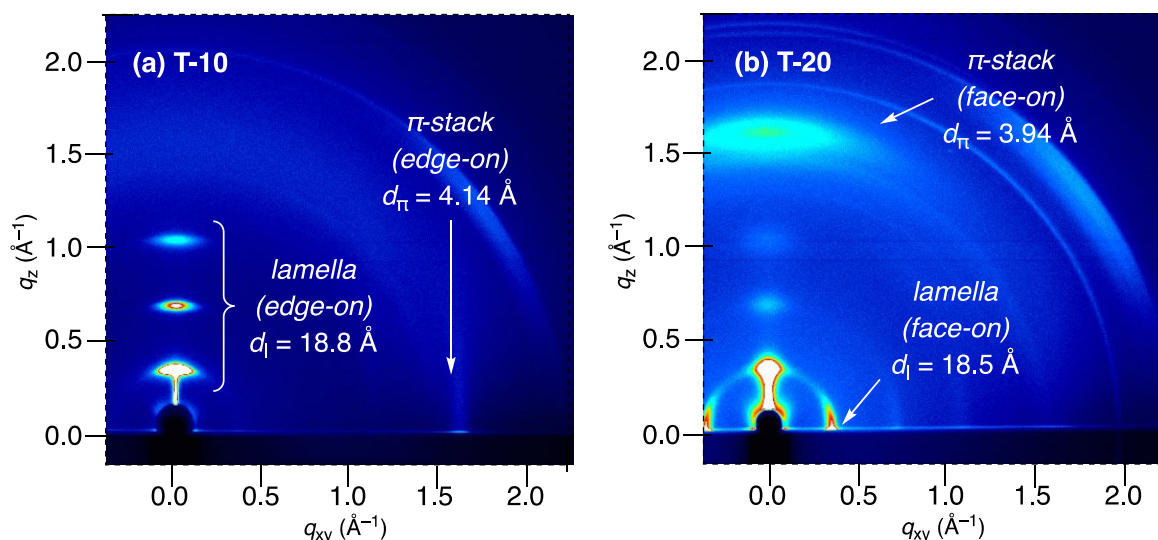 (a) T-10
π-stack
(edge-on)
dπ = 4.14 Å
lamella
(edge-on)
dl = 18.8 Å
2.0
1.5
1.0
0.5
0.0
qz (Å–1)
0.0 0.5 1.0 1.5 2.0
qxy (Å–1)
(b) T-20
π-stack
(face-on)
dπ = 3.94 Å
lamella
(face-on)
dl = 18.5 Å
2.0
1.5
1.0
0.5
0.0
qz (Å–1)
0.0 0.5 1.0 1.5 2.0
qxy (Å–1)